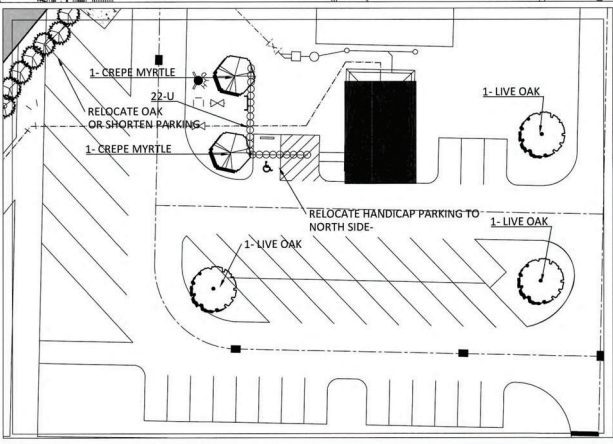 1- CREPE MYRTLE
22-U
RELOCATE OAK
OR SHORTEN PARKING
1- CREPE MYRTLE
1- LIVE OAK
RELOCATE HANDICAP PARKING TO
NORTH SIDE-
1- LIVE OAK
1- LIVE OAK